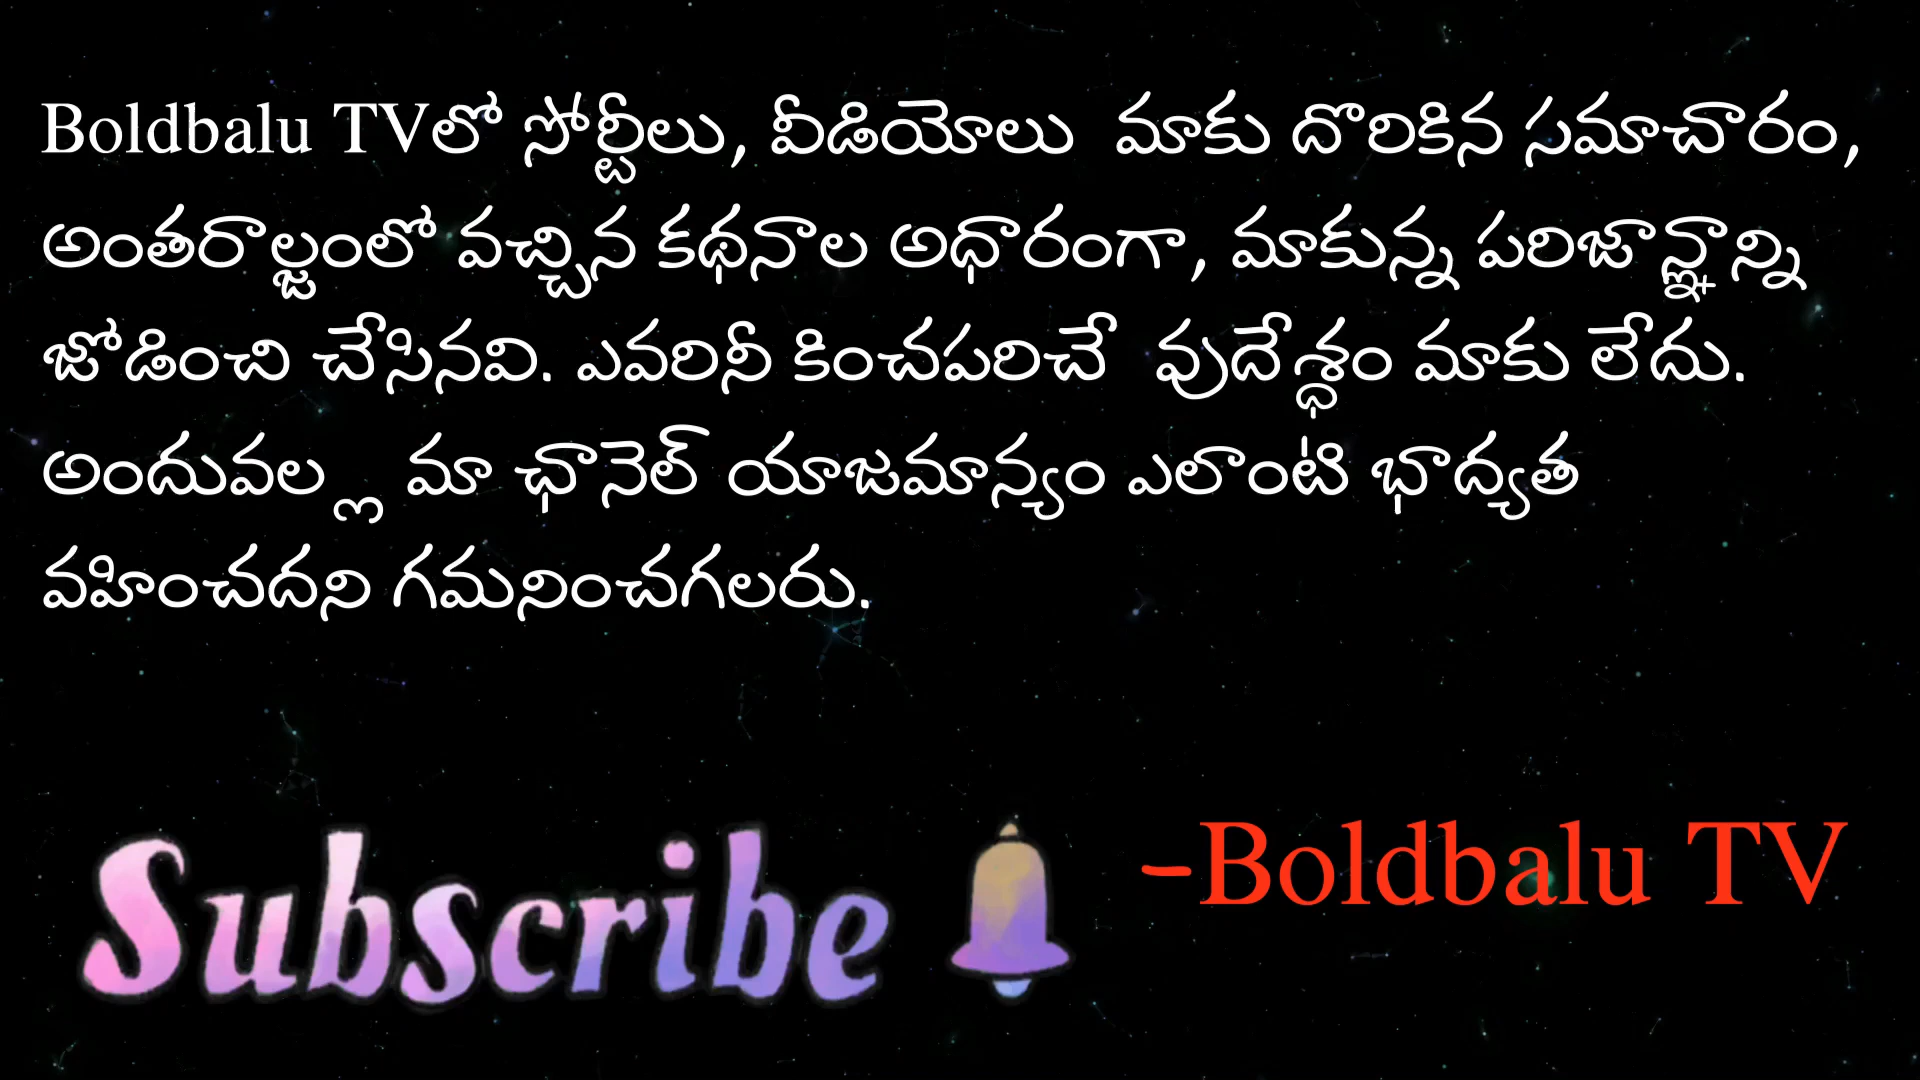 Boldbalu TVలో సోర్టీలు, వీడియోలు మాకు దొరికిన సమాచారం,
అంతర్జాలంలో వచ్చిన కథనాల అధారంగా, మాకున్న పరిజాన్ఞాన్ని
జోడించి చేసినవి. ఎవరినీ కించపరిచే వుదేశ్ధం మాకు లేదు.
అందువల ్ల మా ఛానెల్ యాజమాన్యం ఎలాంటి భాద్యత
వహించదని గమనించగలరు.
Subscribe
-Boldbalu TV